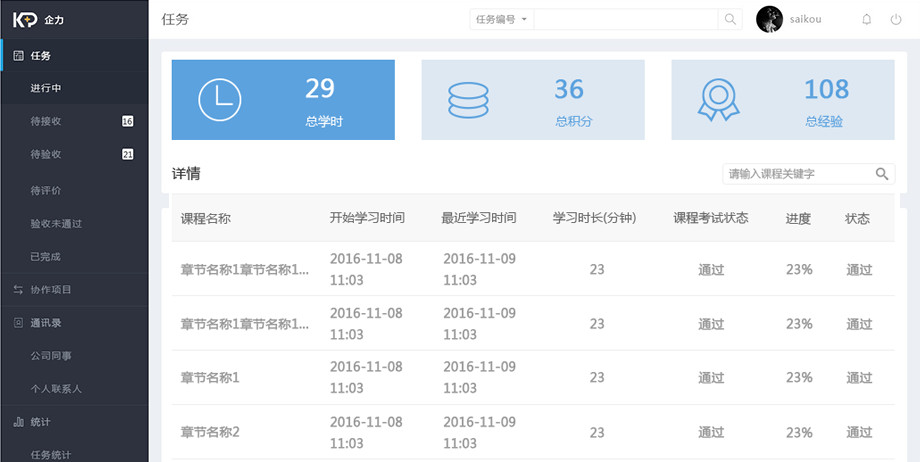 KP 企力
任务
进行中
待接收 16
待验收 21
待评价
验收未通过
已完成
协作项目
通讯录
公司同事
个人联系人
统计
任务统计
任务
任务编号
saikou
29
总学时
36
总积分
108
总经验
详情
请输入课程关键字
课程名称 开始学习时间 最近学习时间 学习时长(分钟) 课程考试状态 进度 状态
章节名称1章节名称1... 2016-11-08 11:03 2016-11-09 11:03 23 通过 23% 通过
章节名称1章节名称1... 2016-11-08 11:03 2016-11-09 11:03 23 通过 23% 通过
章节名称1 2016-11-08 11:03 2016-11-09 11:03 23 通过 23% 通过
章节名称2 2016-11-08 11:03 2016-11-09 11:03 23 通过 23% 通过